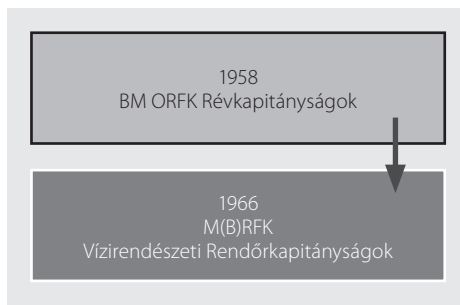 1958
BM ORFK Révkapitányságok
1966
M(B)RFK
Vízirendészeti Rendőrkapitányságok